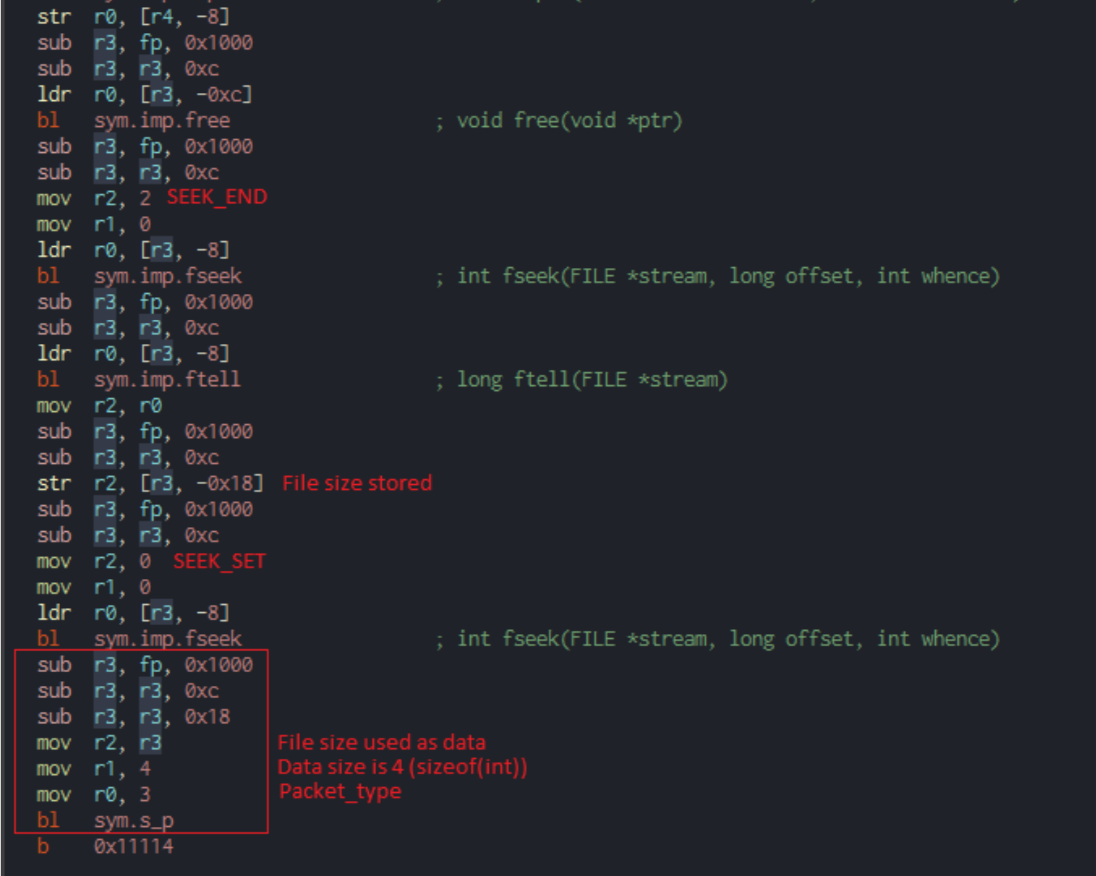 str r0, [r4, -8]
sub r3, fp, 0x1000
sub r3, r3, 0xc
ldr r0, [r3, -0xc]
bl sym.imp.free ; void free(void *ptr)
sub r3, fp, 0x1000
sub r3, r3, 0xc
mov r2, 2 SEEK_END
mov r1, 0
ldr r0, [r3, -8]
bl sym.imp.fseek ; int fseek(FILE *stream, long offset, int whence)
sub r3, fp, 0x1000
sub r3, r3, 0xc
ldr r0, [r3, -8]
bl sym.imp.ftell ; long ftell(FILE *stream)
mov r2, r0
sub r3, fp, 0x1000
sub r3, r3, 0xc
str r2, [r3, -0x18] File size stored
sub r3, fp, 0x1000
sub r3, r3, 0xc
mov r2, 0 SEEK_SET
mov r1, 0
ldr r0, [r3, -8]
bl sym.imp.fseek ; int fseek(FILE *stream, long offset, int whence)
sub r3, fp, 0x1000
sub r3, r3, 0xc
sub r3, r3, 0x18
mov r2, r3 File size used as data
mov r1, 4 Data size is 4 (sizeof(int))
mov r0, 3 Packet_type
bl sym.s_p
b 0x11114